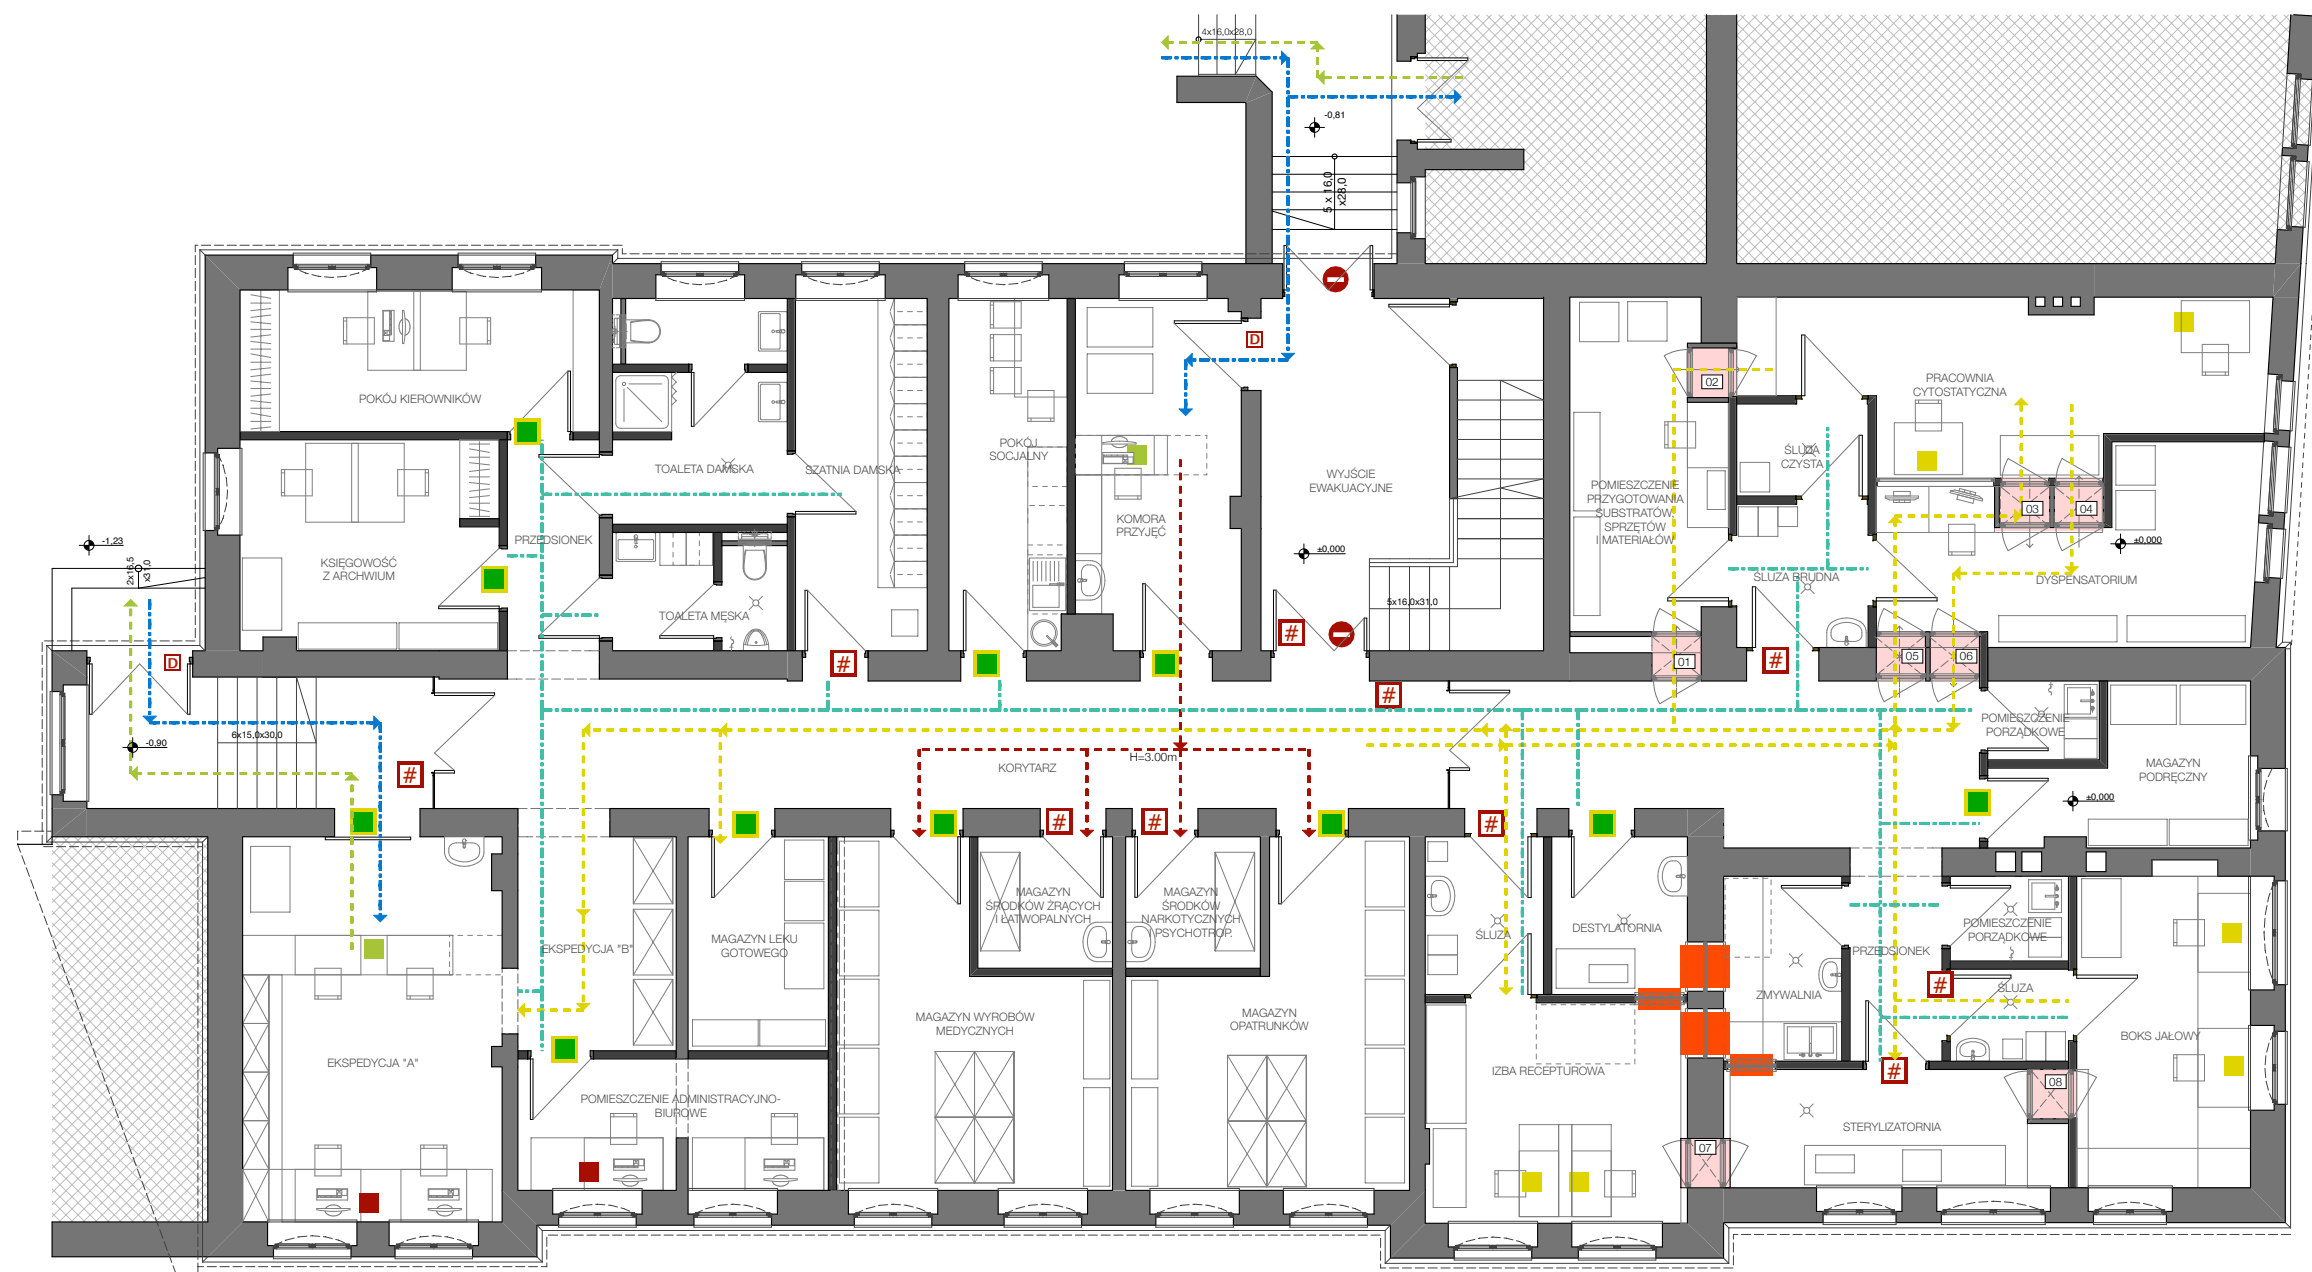 4x16,0x28,0
-0,81
5 x 16,0
x28,0
D
02
POKÓJ KIEROWNIKÓW
PRACOWNIA
CYTOSTATYCZNA
TOALETA DAMSKA
SZATNIA DAMSKA
POKÓJ
SOCJALNY
WYJŚCIE
EWAKUACYJNE
ŚLUZA
CZYSTA
KOMORA
PRZYJĘĆ
POMIESZCZENIE
PRZYGOTOWANIA
SUBSTRATÓW,
SPRZĘTÓW
I MATERIAŁÓW
03
04
-1,23
2x16,5
x31,0
KSIĘGOWOŚĆ
Z ARCHWIUM
PRZEDSIONEK
±0,000
±0,000
ŚLUZA BRUDNA
DYSPENSATORIUM
TOALETA MĘSKA
5x16,0x31,0
D
#
#
01
#
05
06
#
6x15,0x30,0
-0,90
#
KORYTARZ
H=3.00m
POMIESZCZENIE
PORZĄDKOWE
MAGAZYN
PODRĘCZNY
±0,000
#
#
#
MAGAZYN
ŚRODKÓW ŻRĄCYCH
I ŁATWOPALNYCH
MAGAZYN
ŚRODKÓW
NARKOTYCZNYCH
I PSYCHOTROP.
EKSPEDYCJA "B"
MAGAZYN LEKU
GOTOWEGO
ŚLUZA
DESTYLATORNIA
PRZEDSIONEK
POMIESZCZENIE
PORZĄDKOWE
ZMYWALNIA
#
ŚLUZA
MAGAZYN WYROBÓW
MEDYCZNYCH
MAGAZYN
OPATRUNKÓW
BOKS JAŁOWY
EKSPEDYCJA "A"
IZBA RECEPTUROWA
#
08
POMIESZCZENIE ADMINISTRACYJNO-
BIUROWE
STERYLIZATORNIA
07